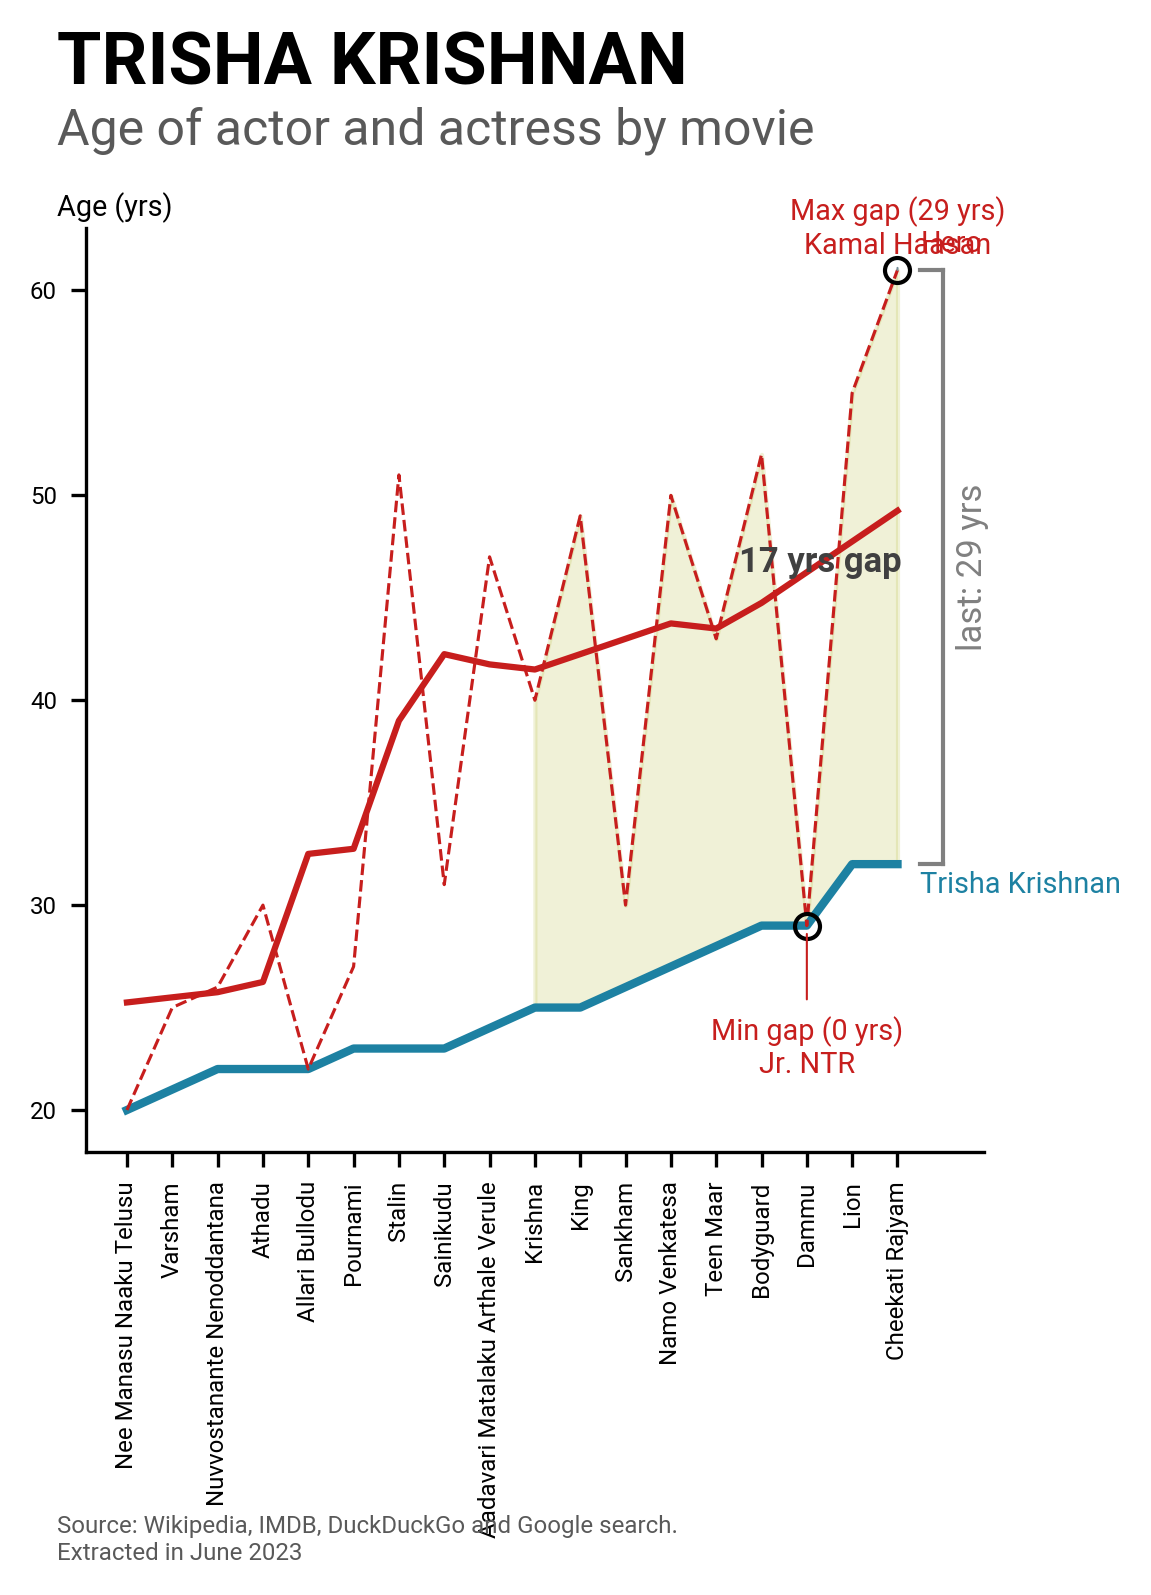 TRISHA KRISHNAN
Age of actor and actress by movie
Age (yrs)
Max gap (29 yrs)
Kamal Haasan
Hero
60
50
40
30
20
17 yrs gap
last: 29 yrs
Trisha Krishnan
Min gap (0 yrs)
Jr. NTR
Nee Manasu Naaku Telusu
Varsham
Nuvvostanante Nenoddantana
Athadu
Allari Bullodu
Pournami
Stalin
Sainikudu
Aadavari Matalaku Arthale Verule
Krishna
King
Sankham
Namo Venkatesa
Teen Maar
Bodyguard
Dammu
Lion
Cheekati Rajyam
Source: Wikipedia, IMDB, DuckDuckGo and Google search.
Extracted in June 2023